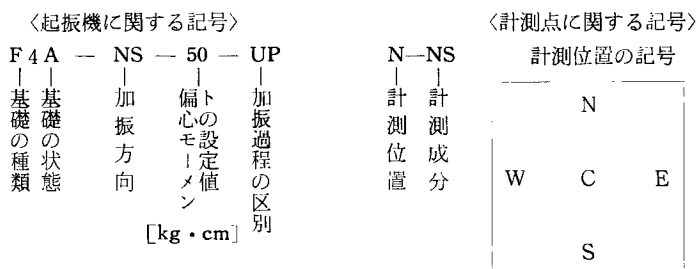 〈起振機に関する記号〉
F4A — NS — 50 — UP
基礎の種類
基礎の状態
加振方向
偏心モーメントの設定値
[kg・cm]
加振過程の区別
〈計測点に関する記号〉
N—NS
計測位置
計測成分
計測位置の記号
N
W C E
S